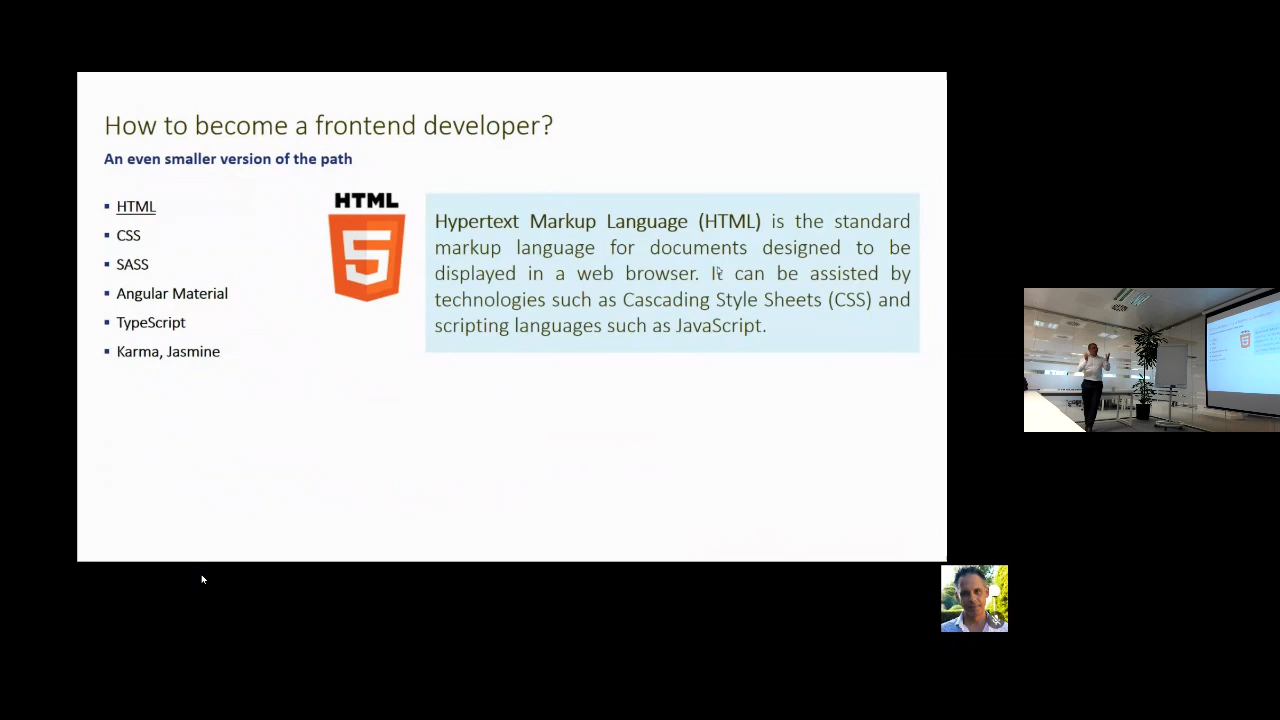 How to become a frontend developer?
An even smaller version of the path
HTML
CSS
SASS
Angular Material
TypeScript
Karma, Jasmine
HTML
5
Hypertext Markup Language (HTML) is the standard
markup language for documents designed to be
displayed in a web browser. It can be assisted by
technologies such as Cascading Style Sheets (CSS) and
scripting languages such as JavaScript.